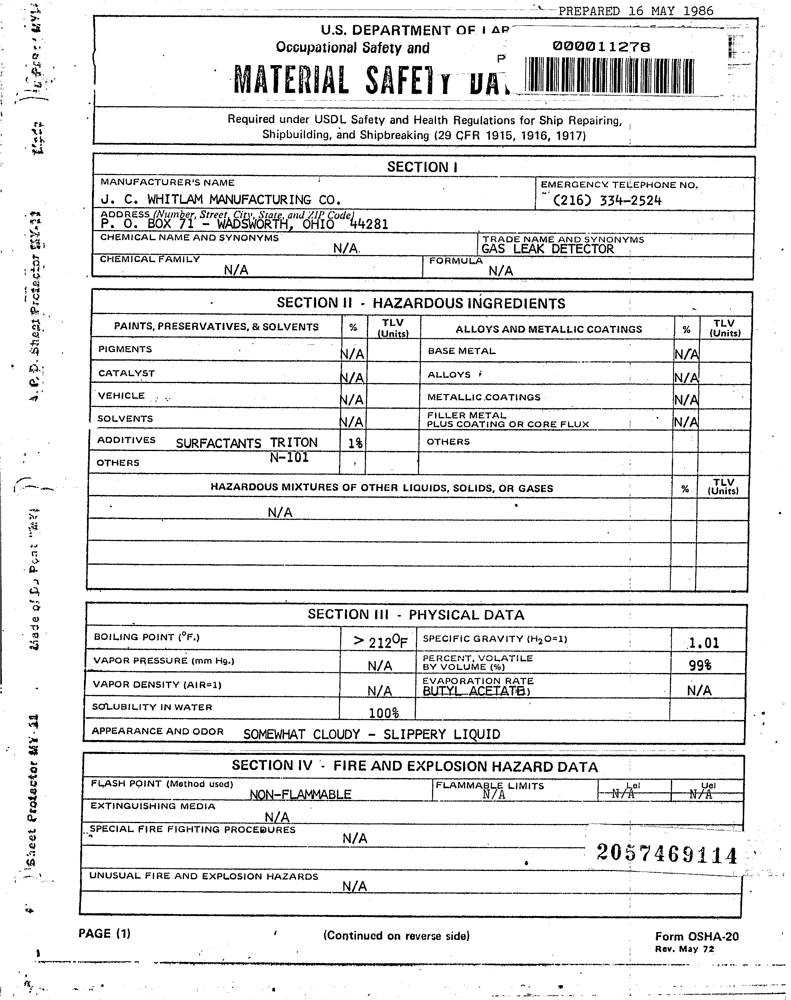 PREPARED 16 MAY 1986
U.S. DEPARTMENT OF LAB
Occupational Safety and
000011278
MATERIAL SAFETY DA
Required under USDL Safety and Health Regulations for Ship Repairing,
Shipbuilding, and Shipbreaking (29 CFR 1915, 1916, 1917)
SECTION I
MANUFACTURER'S NAME
J. C. WHITLAM MANUFACTURING CO.
EMERGENCY TELEPHONE NO.
(216) 334-2524
ADDRESS (Number, Street, City, State, and ZIP Code)
P. O. BOX 71 - WADSWORTH, OHIO 44281
CHEMICAL NAME AND SYNONYMS
N/A
TRADE NAME AND SYNONYMS
GAS LEAK DETECTOR
CHEMICAL FAMILY
N/A
FORMULA
N/A
SECTION II - HAZARDOUS INGREDIENTS
PAINTS, PRESERVATIVES, & SOLVENTS % TLV (Units) ALLOYS AND METALLIC COATINGS % TLV (Units)
PIGMENTS N/A BASE METAL N/A
CATALYST N/A ALLOYS N/A
VEHICLE N/A METALLIC COATINGS N/A
SOLVENTS N/A FILLER METAL PLUS COATING OR CORE FLUX N/A
ADDITIVES SURFACTANTS TRITON 1% OTHERS
N-101
OTHERS
HAZARDOUS MIXTURES OF OTHER LIQUIDS, SOLIDS, OR GASES % TLV (Units)
N/A
SECTION III - PHYSICAL DATA
BOILING POINT (°F.) > 212°F SPECIFIC GRAVITY (H2O=1) 1.01
VAPOR PRESSURE (mm Hg.) N/A PERCENT, VOLATILE BY VOLUME (%) 99%
VAPOR DENSITY (AIR=1) N/A EVAPORATION RATE BUTYL ACETATE) N/A
SOLUBILITY IN WATER 100%
APPEARANCE AND ODOR SOMEWHAT CLOUDY - SLIPPERY LIQUID
SECTION IV - FIRE AND EXPLOSION HAZARD DATA
FLASH POINT (Method used) NON-FLAMMABLE FLAMMABLE LIMITS N/A Lel N/A Uel N/A
EXTINGUISHING MEDIA
N/A
SPECIAL FIRE FIGHTING PROCEDURES
N/A
2057469114
UNUSUAL FIRE AND EXPLOSION HAZARDS
N/A
PAGE (1)
(Continued on reverse side)
Form OSHA-20
Rev. May 72
Sheet Protector MY-11
Made of Du Pont
A. P. D. Sheet Protector MY-11
Made